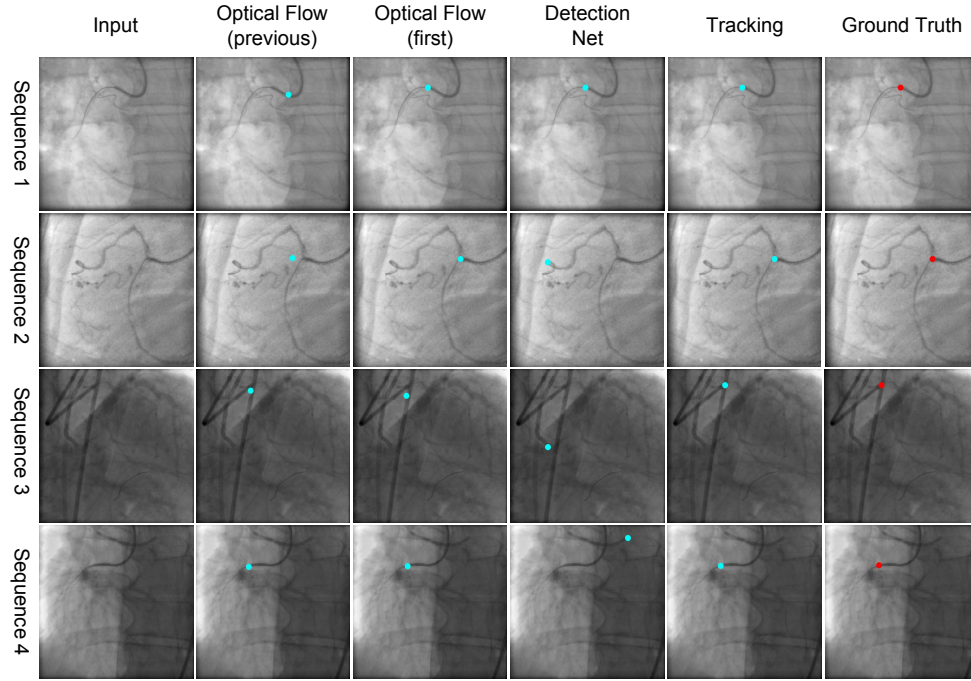 Input
Optical Flow
(previous)
Optical Flow
(first)
Detection
Net
Tracking
Ground Truth
Sequence 1
Sequence 2
Sequence 3
Sequence 4